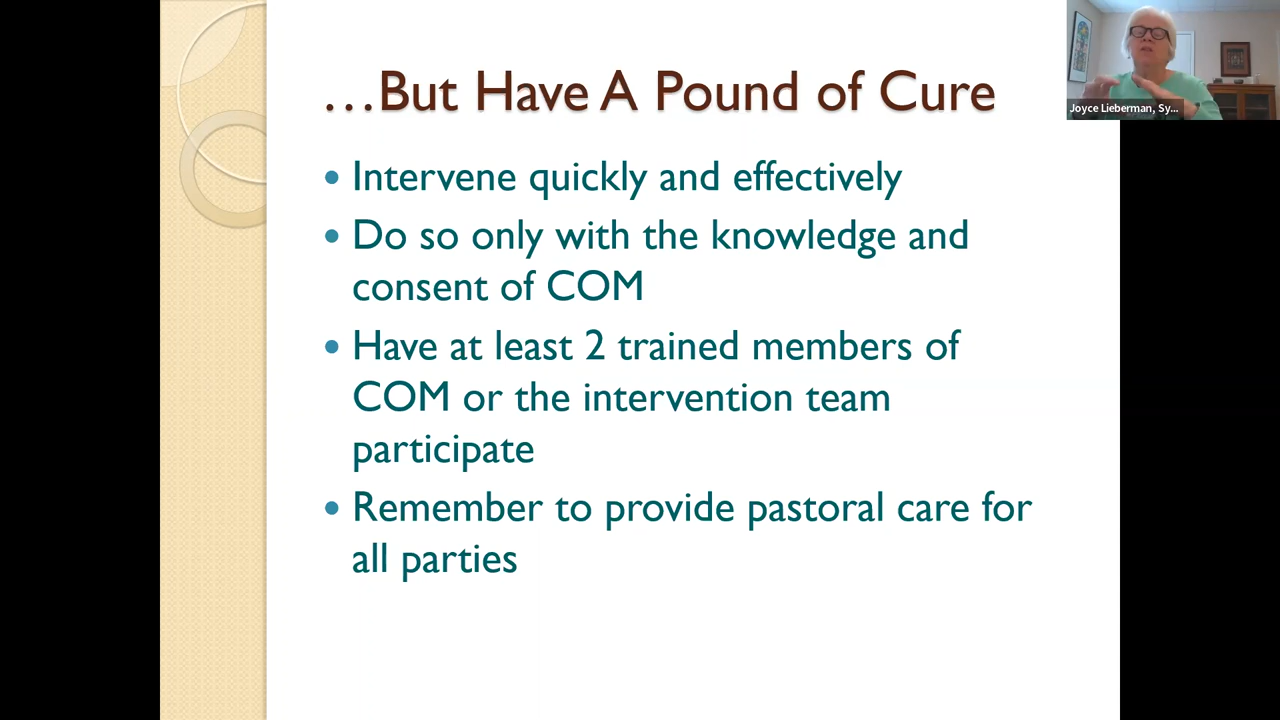 …But Have A Pound of Cure
• Intervene quickly and effectively
• Do so only with the knowledge and
consent of COM
• Have at least 2 trained members of
COM or the intervention team
participate
• Remember to provide pastoral care for
all parties
Joyce Lieberman, Sy...